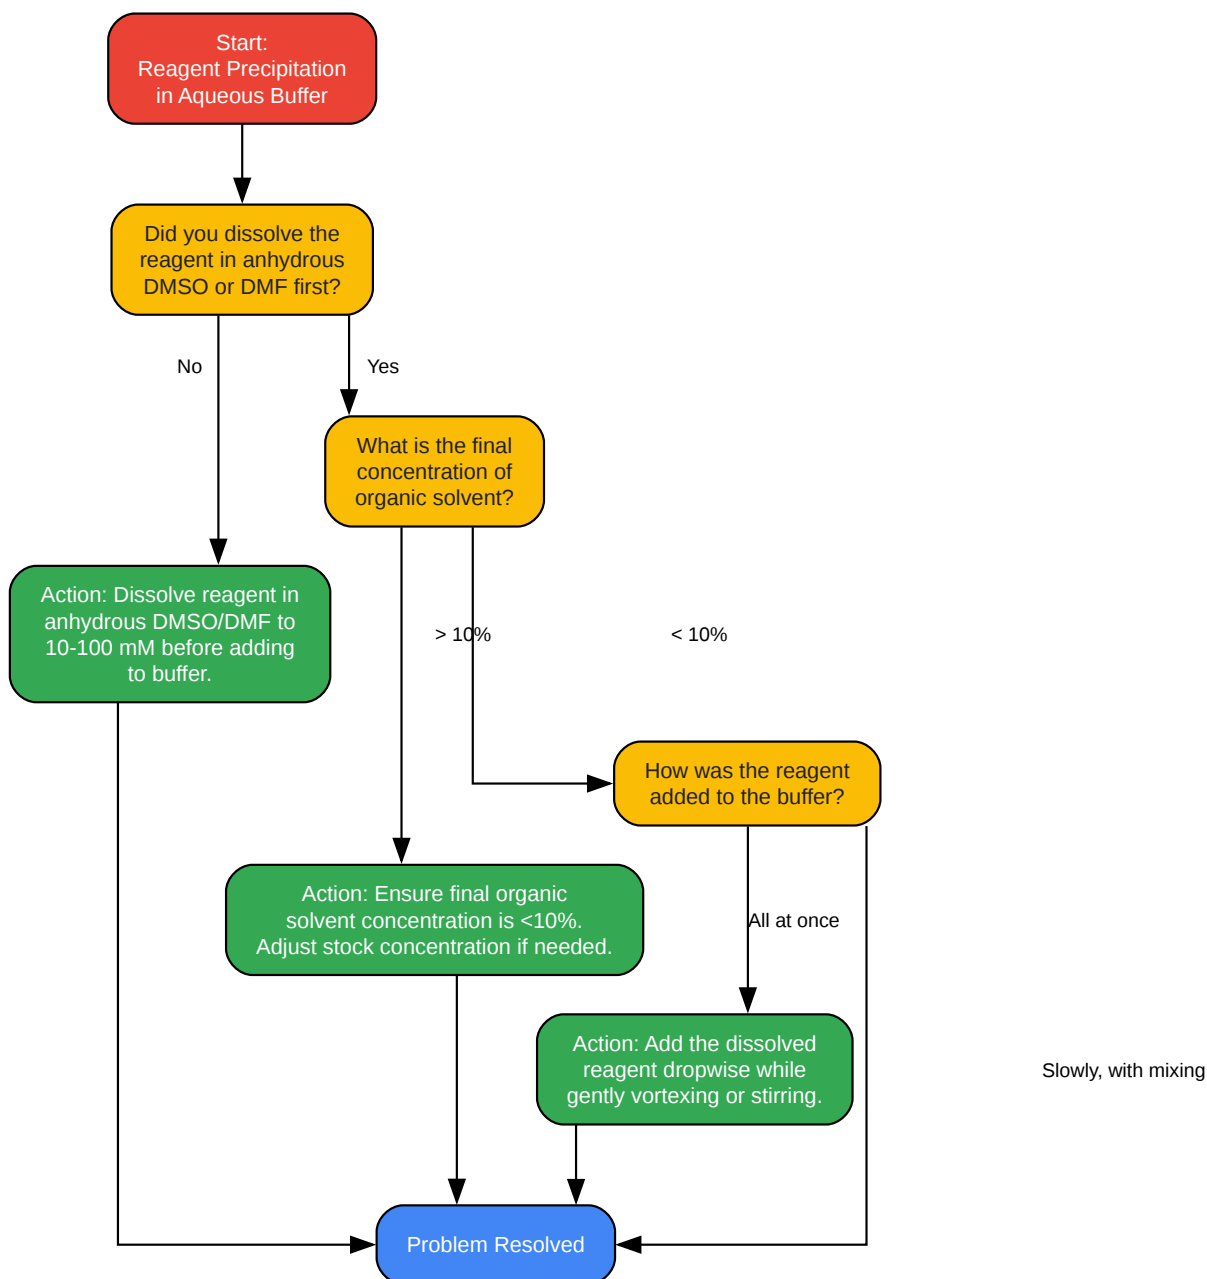 Start:
Reagent Precipitation
in Aqueous Buffer
Did you dissolve the
reagent in anhydrous
DMSO or DMF first?
No
Yes
What is the final
concentration of
organic solvent?
Action: Dissolve reagent in
anhydrous DMSO/DMF to
10-100 mM before adding
to buffer.
> 10%
< 10%
How was the reagent
added to the buffer?
Action: Ensure final organic
solvent concentration is <10%.
Adjust stock concentration if needed.
All at once
Action: Add the dissolved
reagent dropwise while
gently vortexing or stirring.
Slowly, with mixing
Problem Resolved